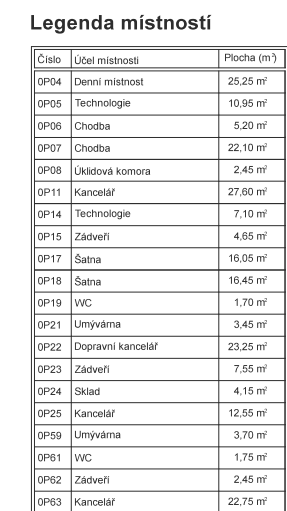 Legenda místností
Číslo Účel místnosti Plocha (m²)
0P04 Denní místnost 25,25 m²
0P05 Technologie 10,95 m²
0P06 Chodba 5,20 m²
0P07 Chodba 22,10 m²
0P08 Úklidová komora 2,45 m²
0P11 Kancelář 27,60 m²
0P14 Technologie 7,10 m²
0P15 Zádveří 4,65 m²
0P17 Šatna 16,05 m²
0P18 Šatna 16,45 m²
0P19 WC 1,70 m²
0P21 Umývárna 3,45 m²
0P22 Dopravní kancelář 23,25 m²
0P23 Zádveří 7,55 m²
0P24 Sklad 4,15 m²
0P25 Kancelář 12,55 m²
0P59 Umývárna 3,70 m²
0P61 WC 1,75 m²
0P62 Zádveří 2,45 m²
0P63 Kancelář 22,75 m²